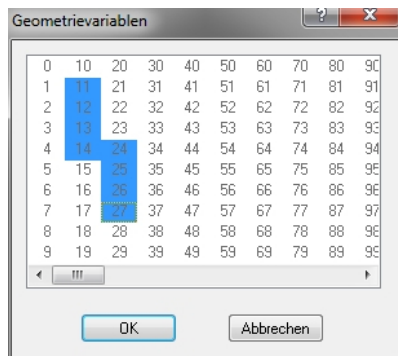 Geometrievariablen ? X
0 10 20 30 40 50 60 70 80
1 11 21 31 41 51 61 71 81 91
2 12 22 32 42 52 62 72 82 92
3 13 23 33 43 53 63 73 83
4 14 24 34 44 54 64 74 84 94
5 15 25 35 45 55 65 75 85
6 16 26 36 46 56 66 76 86
7 17 27 37 47 57 67 77 87 97
8 18 28 38 48 58 68 78 88
9 19 29 39 49 59 69 79 89
OK Abbrechen